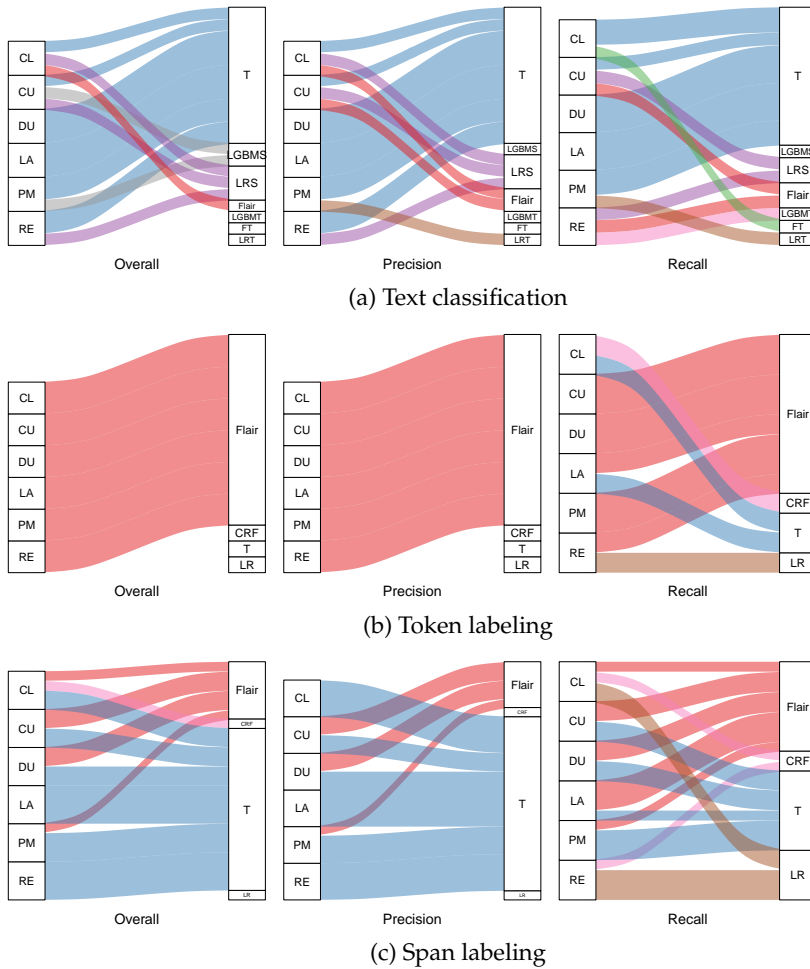 CL
CU
DU
LA
PM
RE
T
LGBMS
LRS
Flair
LGBMT
FT
LRT
Overall
CL
CU
DU
LA
PM
RE
T
LGBMS
LRS
Flair
LGBMT
FT
LRT
Precision
CL
CU
DU
LA
PM
RE
T
LGBMS
LRS
Flair
LGBMT
FT
LRT
Recall
(a) Text classification
CL
CU
DU
LA
PM
RE
Flair
CRF
T
LR
Overall
CL
CU
DU
LA
PM
RE
Flair
CRF
T
LR
Precision
CL
CU
DU
LA
PM
RE
Flair
CRF
T
LR
Recall
(b) Token labeling
CL
CU
DU
LA
PM
RE
Flair
CRF
T
LR
Overall
CL
CU
DU
LA
PM
RE
Flair
CRF
T
LR
Precision
CL
CU
DU
LA
PM
RE
Flair
CRF
T
LR
Recall
(c) Span labeling